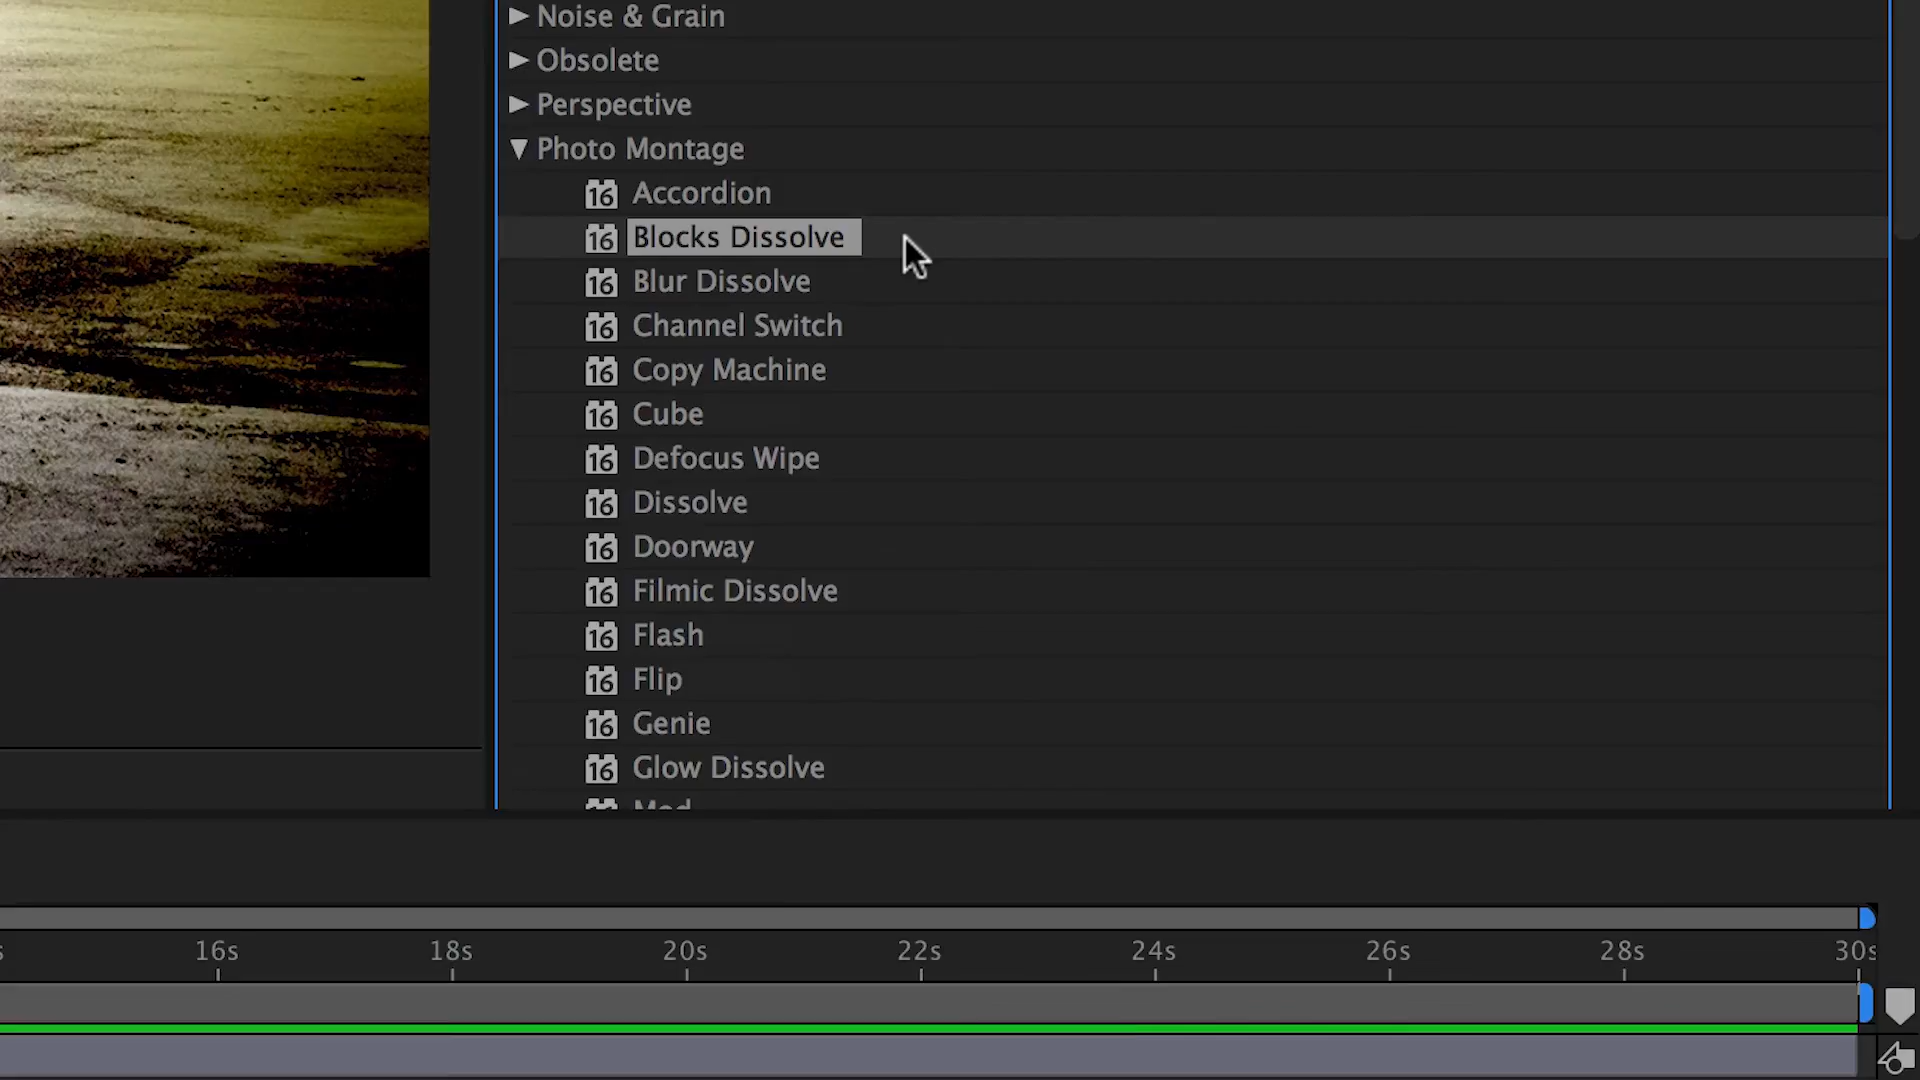 Noise & Grain
Obsolete
Perspective
Photo Montage
16 Accordion
16 Blocks Dissolve
16 Blur Dissolve
16 Channel Switch
16 Copy Machine
16 Cube
16 Defocus Wipe
16 Dissolve
16 Doorway
16 Filmic Dissolve
16 Flash
16 Flip
16 Genie
16 Glow Dissolve
16s 18s 20s 22s 24s 26s 28s 30s